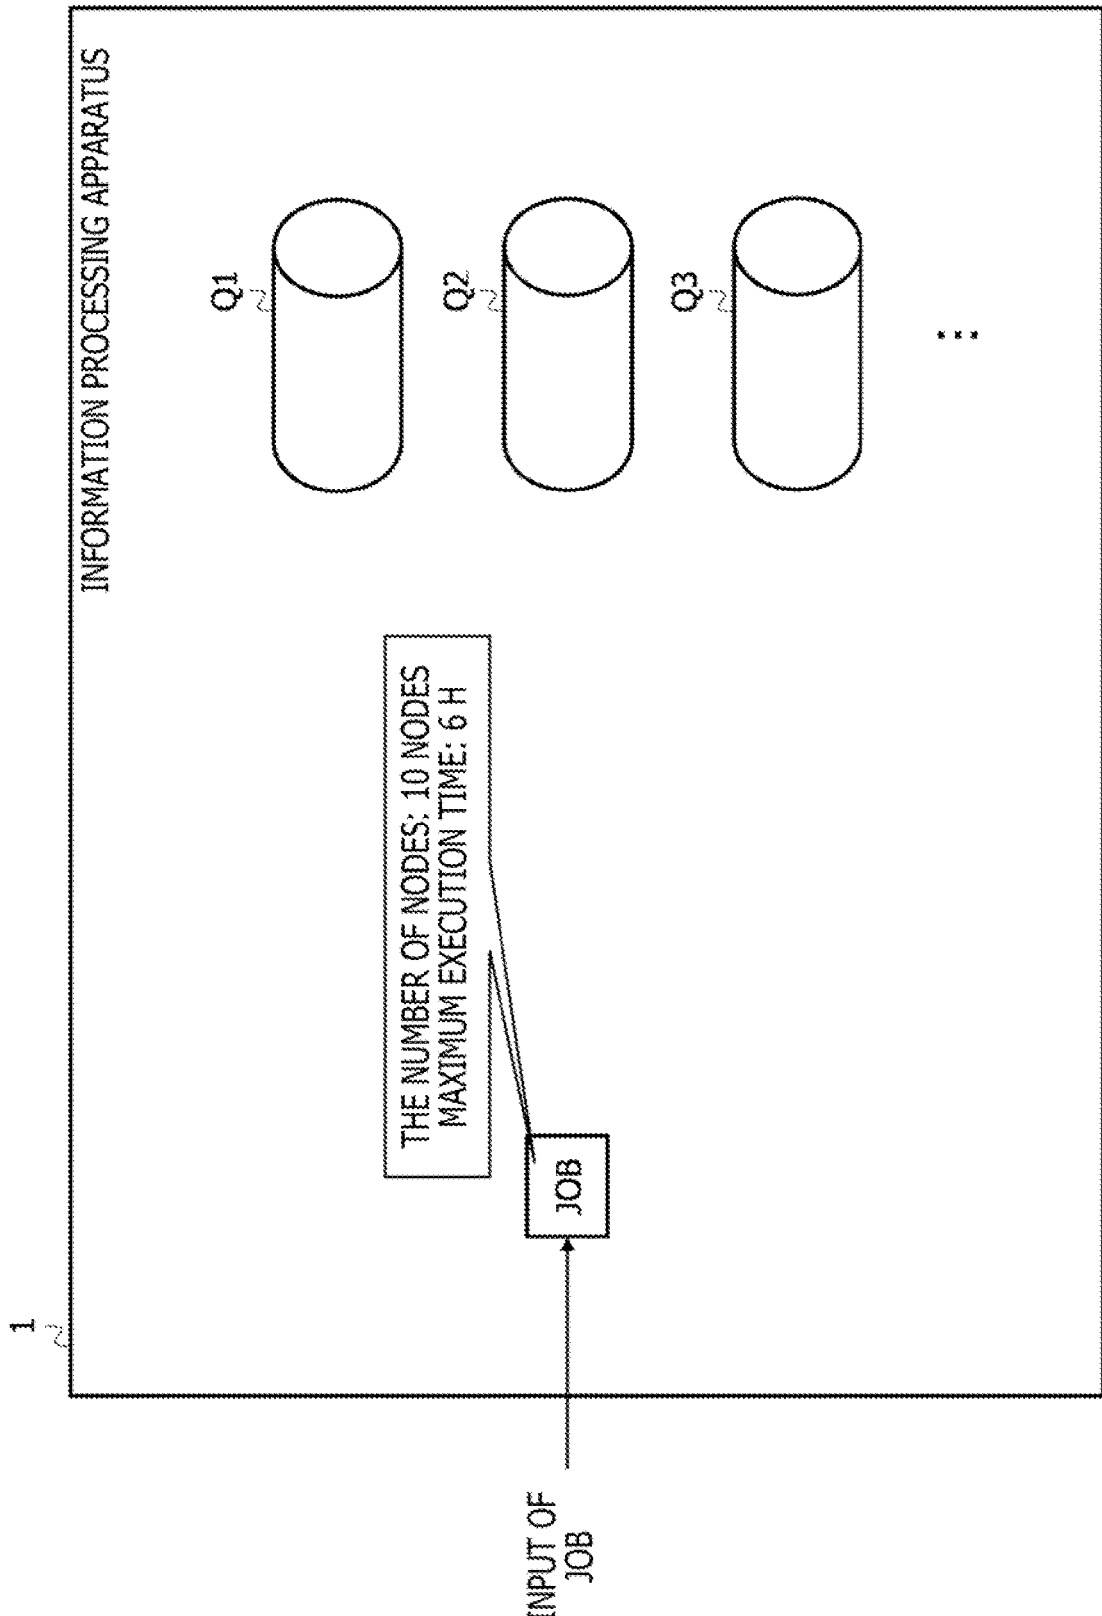 1
INFORMATION PROCESSING APPARATUS
Q1
THE NUMBER OF NODES: 10 NODES
MAXIMUM EXECUTION TIME: 6 H
Q2
INPUT OF
JOB
JOB
Q3
...